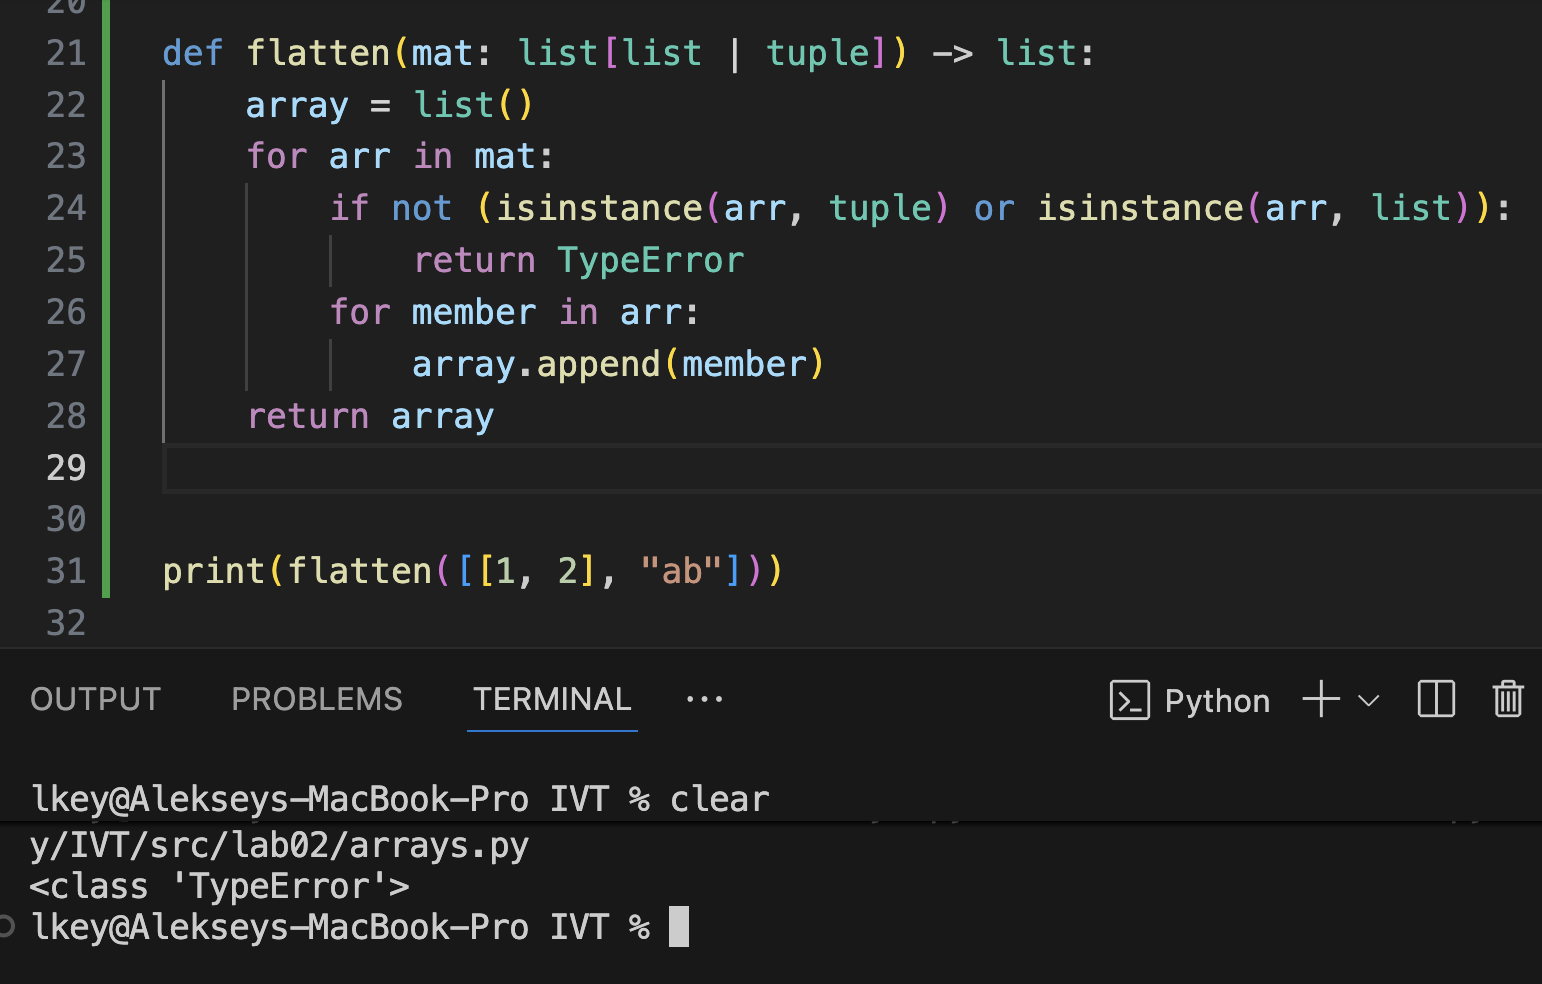 20
21 def flatten(mat: list[list | tuple]) -> list:
22     array = list()
23     for arr in mat:
24         if not (isinstance(arr, tuple) or isinstance(arr, list)):
25             return TypeError
26         for member in arr:
27             array.append(member)
28     return array
29
30
31 print(flatten([[1, 2], "ab"]))
32
OUTPUT PROBLEMS TERMINAL ··· Python
lkey@Alekseys-MacBook-Pro IVT % clear
y/IVT/src/lab02/arrays.py
<class 'TypeError'>
lkey@Alekseys-MacBook-Pro IVT %